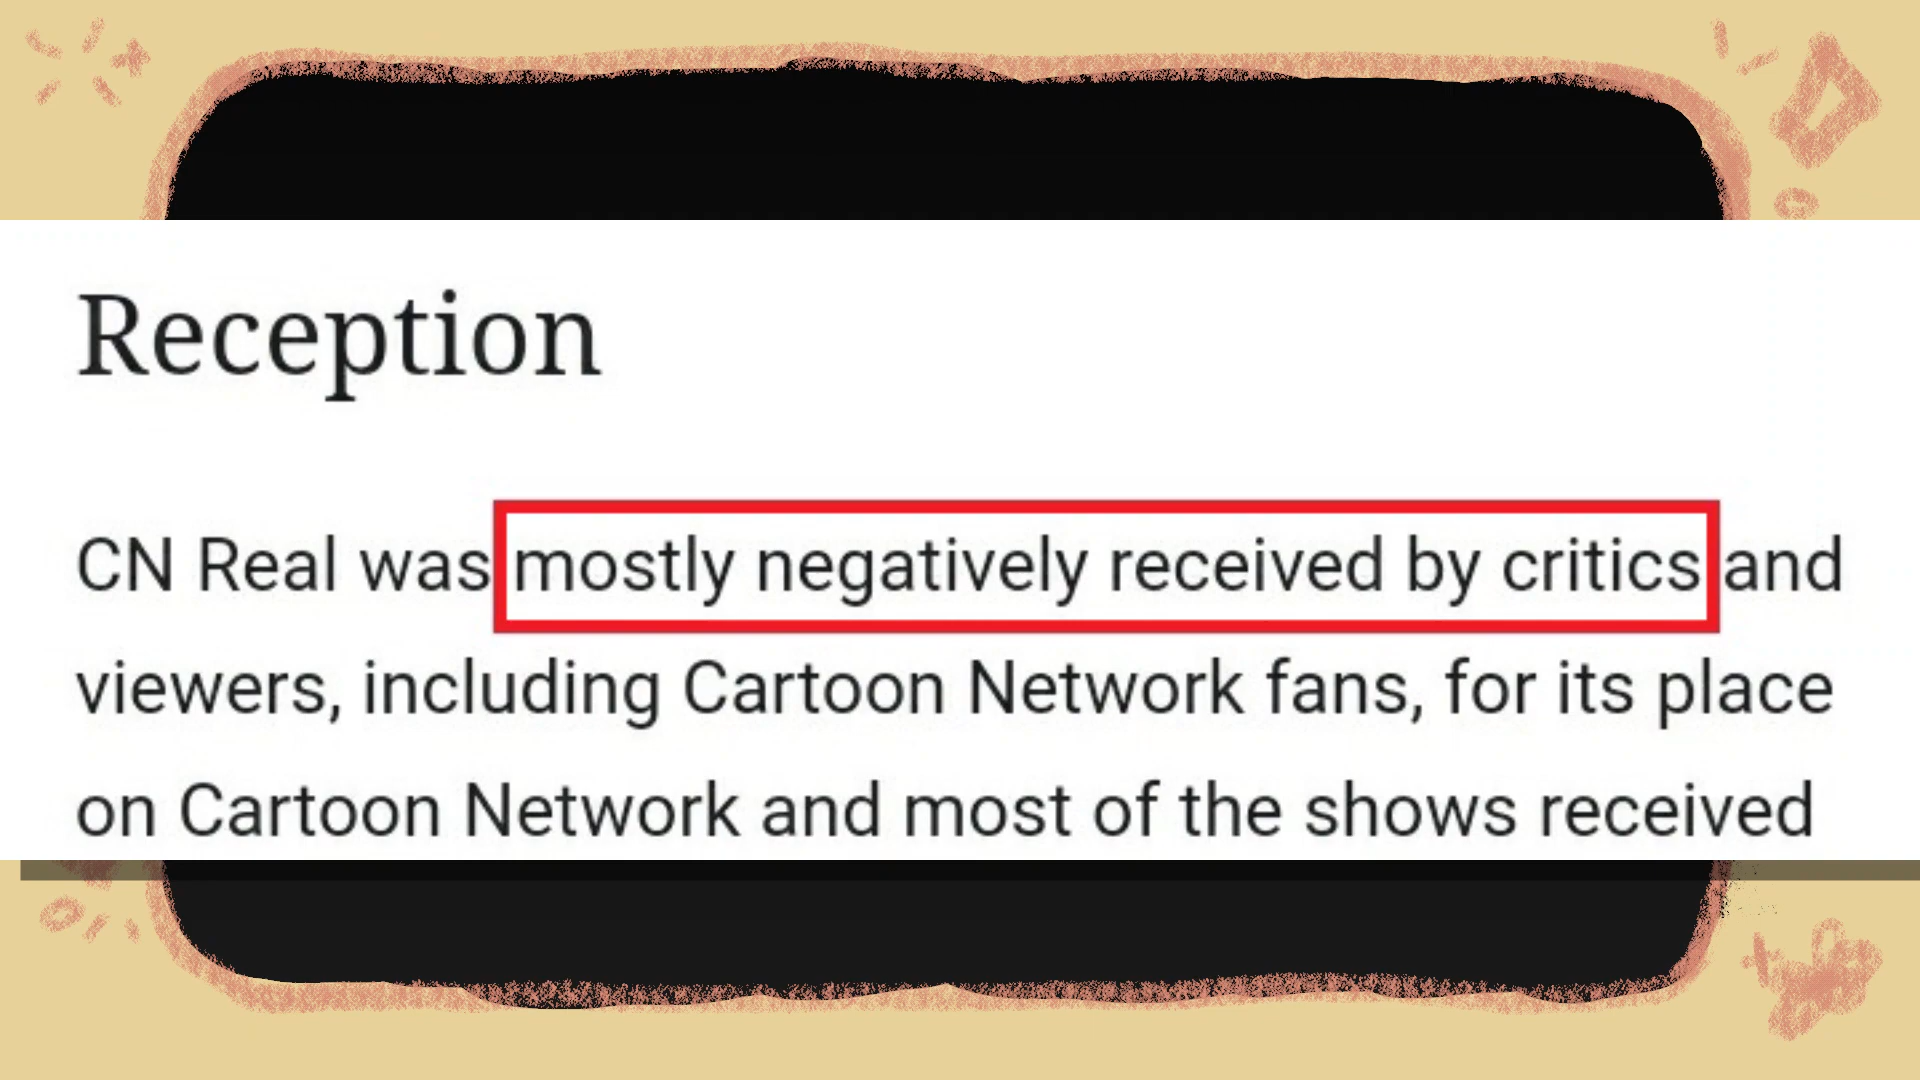 Reception
CN Real was mostly negatively received by critics and
viewers, including Cartoon Network fans, for its place
on Cartoon Network and most of the shows received